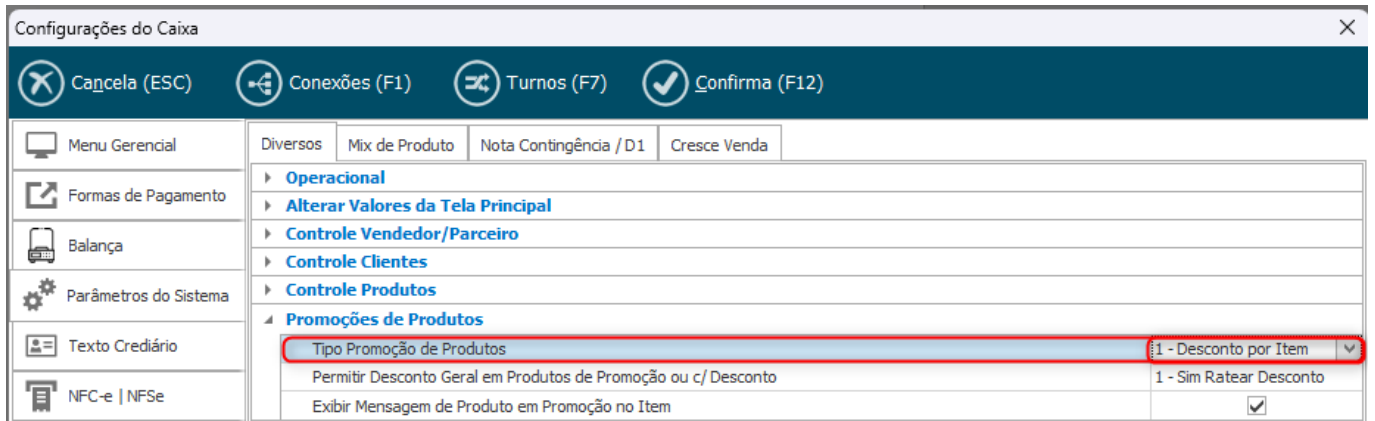 Configurações do Caixa
Cancela (ESC) Conexões (F1) Turnos (F7) Confirma (F12)
Menu Gerencial
Formas de Pagamento
Balança
Parâmetros do Sistema
Texto Crediário
NFC-e | NFSe
Diversos Mix de Produto Nota Contingência / D1 Cresce Venda
Operacional
Alterar Valores da Tela Principal
Controle Vendedor/Parceiro
Controle Clientes
Controle Produtos
Promoções de Produtos
Tipo Promoção de Produtos 1 - Desconto por Item
Permitir Desconto Geral em Produtos de Promoção ou c/ Desconto 1 - Sim Ratear Desconto
Exibir Mensagem de Produto em Promoção no Item